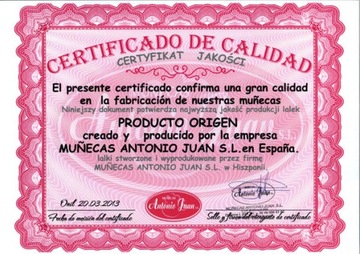 CERTIFICADO DE CALIDAD
CERTYFIKAT JAKOŚCI
El presente certificado confirma una gran calidad
en la fabricación de nuestras muñecas
Niniejszy dokument potwierdza najwyższą jakość produkcji lalek
PRODUCTO ORIGEN
creado y producido por la empresa
MUÑECAS ANTONIO JUAN S.L. en España.
lalki stworzone i wyprodukowane przez firmę
MUÑECAS ANTONIO JUAN S.L. w Hiszpanii
Antonio Juan
Onil 20.03.2013
Fecha de emisión del certificado
Sello y firma del otorgante de certificado